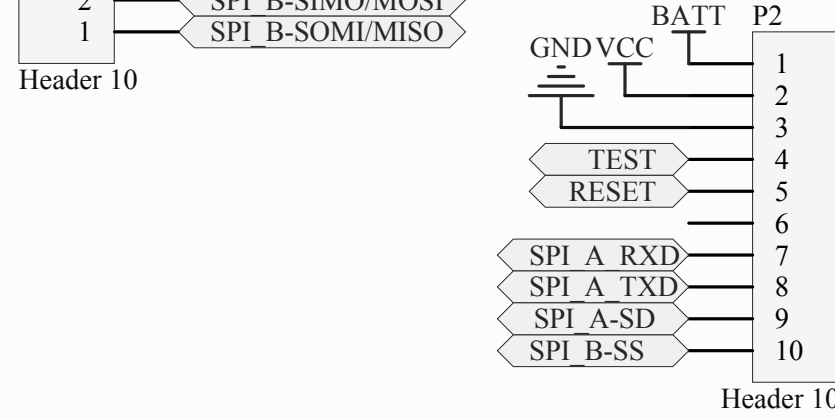 2 SPI_B-SIMO/MOSI
1 SPI_B-SOMI/MISO
Header 10
BATT P2
GND VCC
1
2
3
TEST 4
RESET 5
6
SPI_A_RXD 7
SPI_A_TXD 8
SPI_A-SD 9
SPI_B-SS 10
Header 10